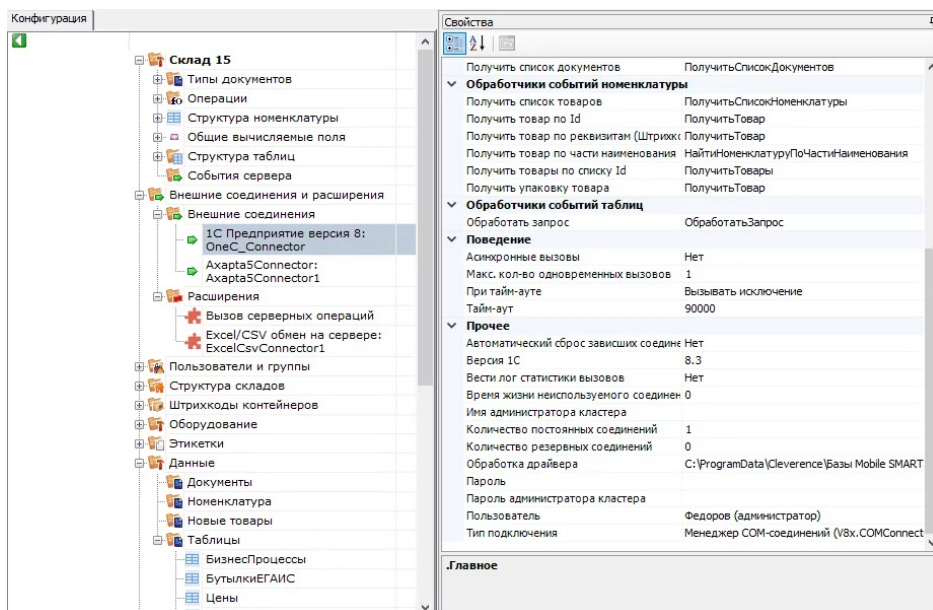 Конфигурация
Склад 15
Типы документов
Операции
Структура номенклатуры
Общие вычисляемые поля
Структура таблиц
События сервера
Внешние соединения и расширения
Внешние соединения
1С Предприятие версия 8:
OneC_Connector
Axapta5Connector:
Axapta5Connector1
Расширения
Вызов серверных операций
Excel/CSV обмен на сервере:
ExcelCsvConnector1
Пользователи и группы
Структура складов
Штрихкоды контейнеров
Оборудование
Этикетки
Данные
Документы
Номенклатура
Новые товары
Таблицы
БизнесПроцессы
БутылкиЕГАИС
Цены
Свойства
Получить список документов ПолучитьСписокДокументов
Обработчики событий номенклатуры
Получить список товаров ПолучитьСписокНоменклатуры
Получить товар по Id ПолучитьТовар
Получить товар по реквизитам (Штрихкс ПолучитьТовар
Получить товар по части наименования НайтиНоменклатуруПоЧастиНаименования
Получить товары по списку Id ПолучитьТовары
Получить упаковку товара ПолучитьТовар
Обработчики событий таблиц
Обработать запрос ОбработатьЗапрос
Поведение
Асинхронные вызовы Нет
Макс. кол-во одновременных вызовов 1
При тайм-ауте Вызывать исключение
Тайм-аут 90000
Прочее
Автоматический сброс зависших соедине Нет
Версия 1С 8.3
Вести лог статистики вызовов Нет
Время жизни неиспользуемого соединен 0
Имя администратора кластера
Количество постоянных соединений 1
Количество резервных соединений 0
Обработка драйвера C:\ProgramData\Cleverence\Базы Mobile SMART
Пароль
Пароль администратора кластера
Пользователь Федоров (администратор)
Тип подключения Менеджер COM-соединений (V8x.COMConnect
.Главное